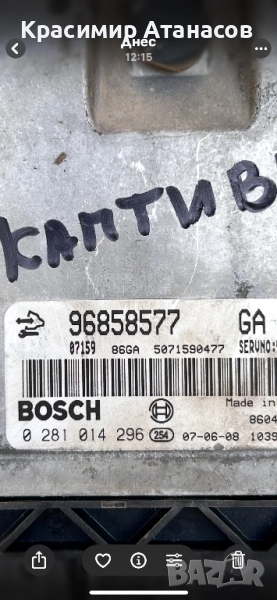 Красимир Атанасов
Днес
12:15
КАПТИВ
96858577 GA
07159 86GA 5071590477 SERUNO:
BOSCH Made in
8604
0 281 014 296 254 07-06-08 1039
bazar